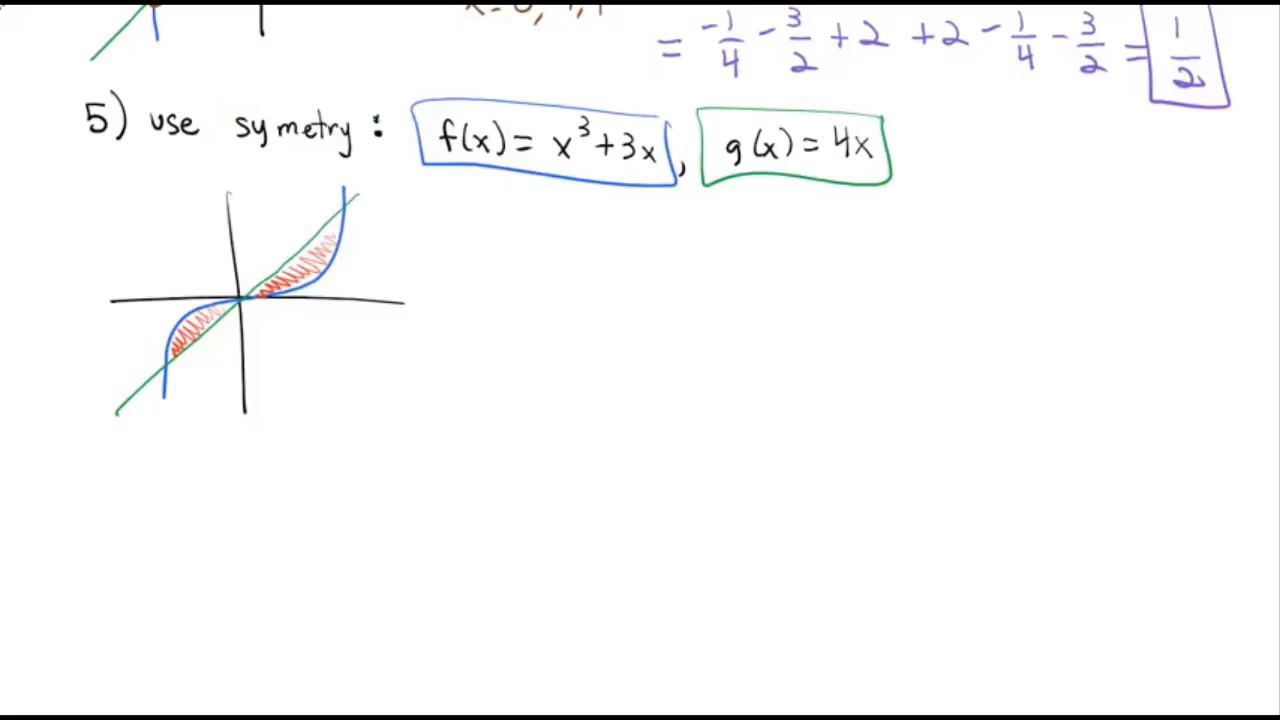 = -1/4 - 3/2 + 2 + 2 - 1/4 - 3/2 = 1/2
5) use symetry: f(x) = x³+3x, g(x) = 4x